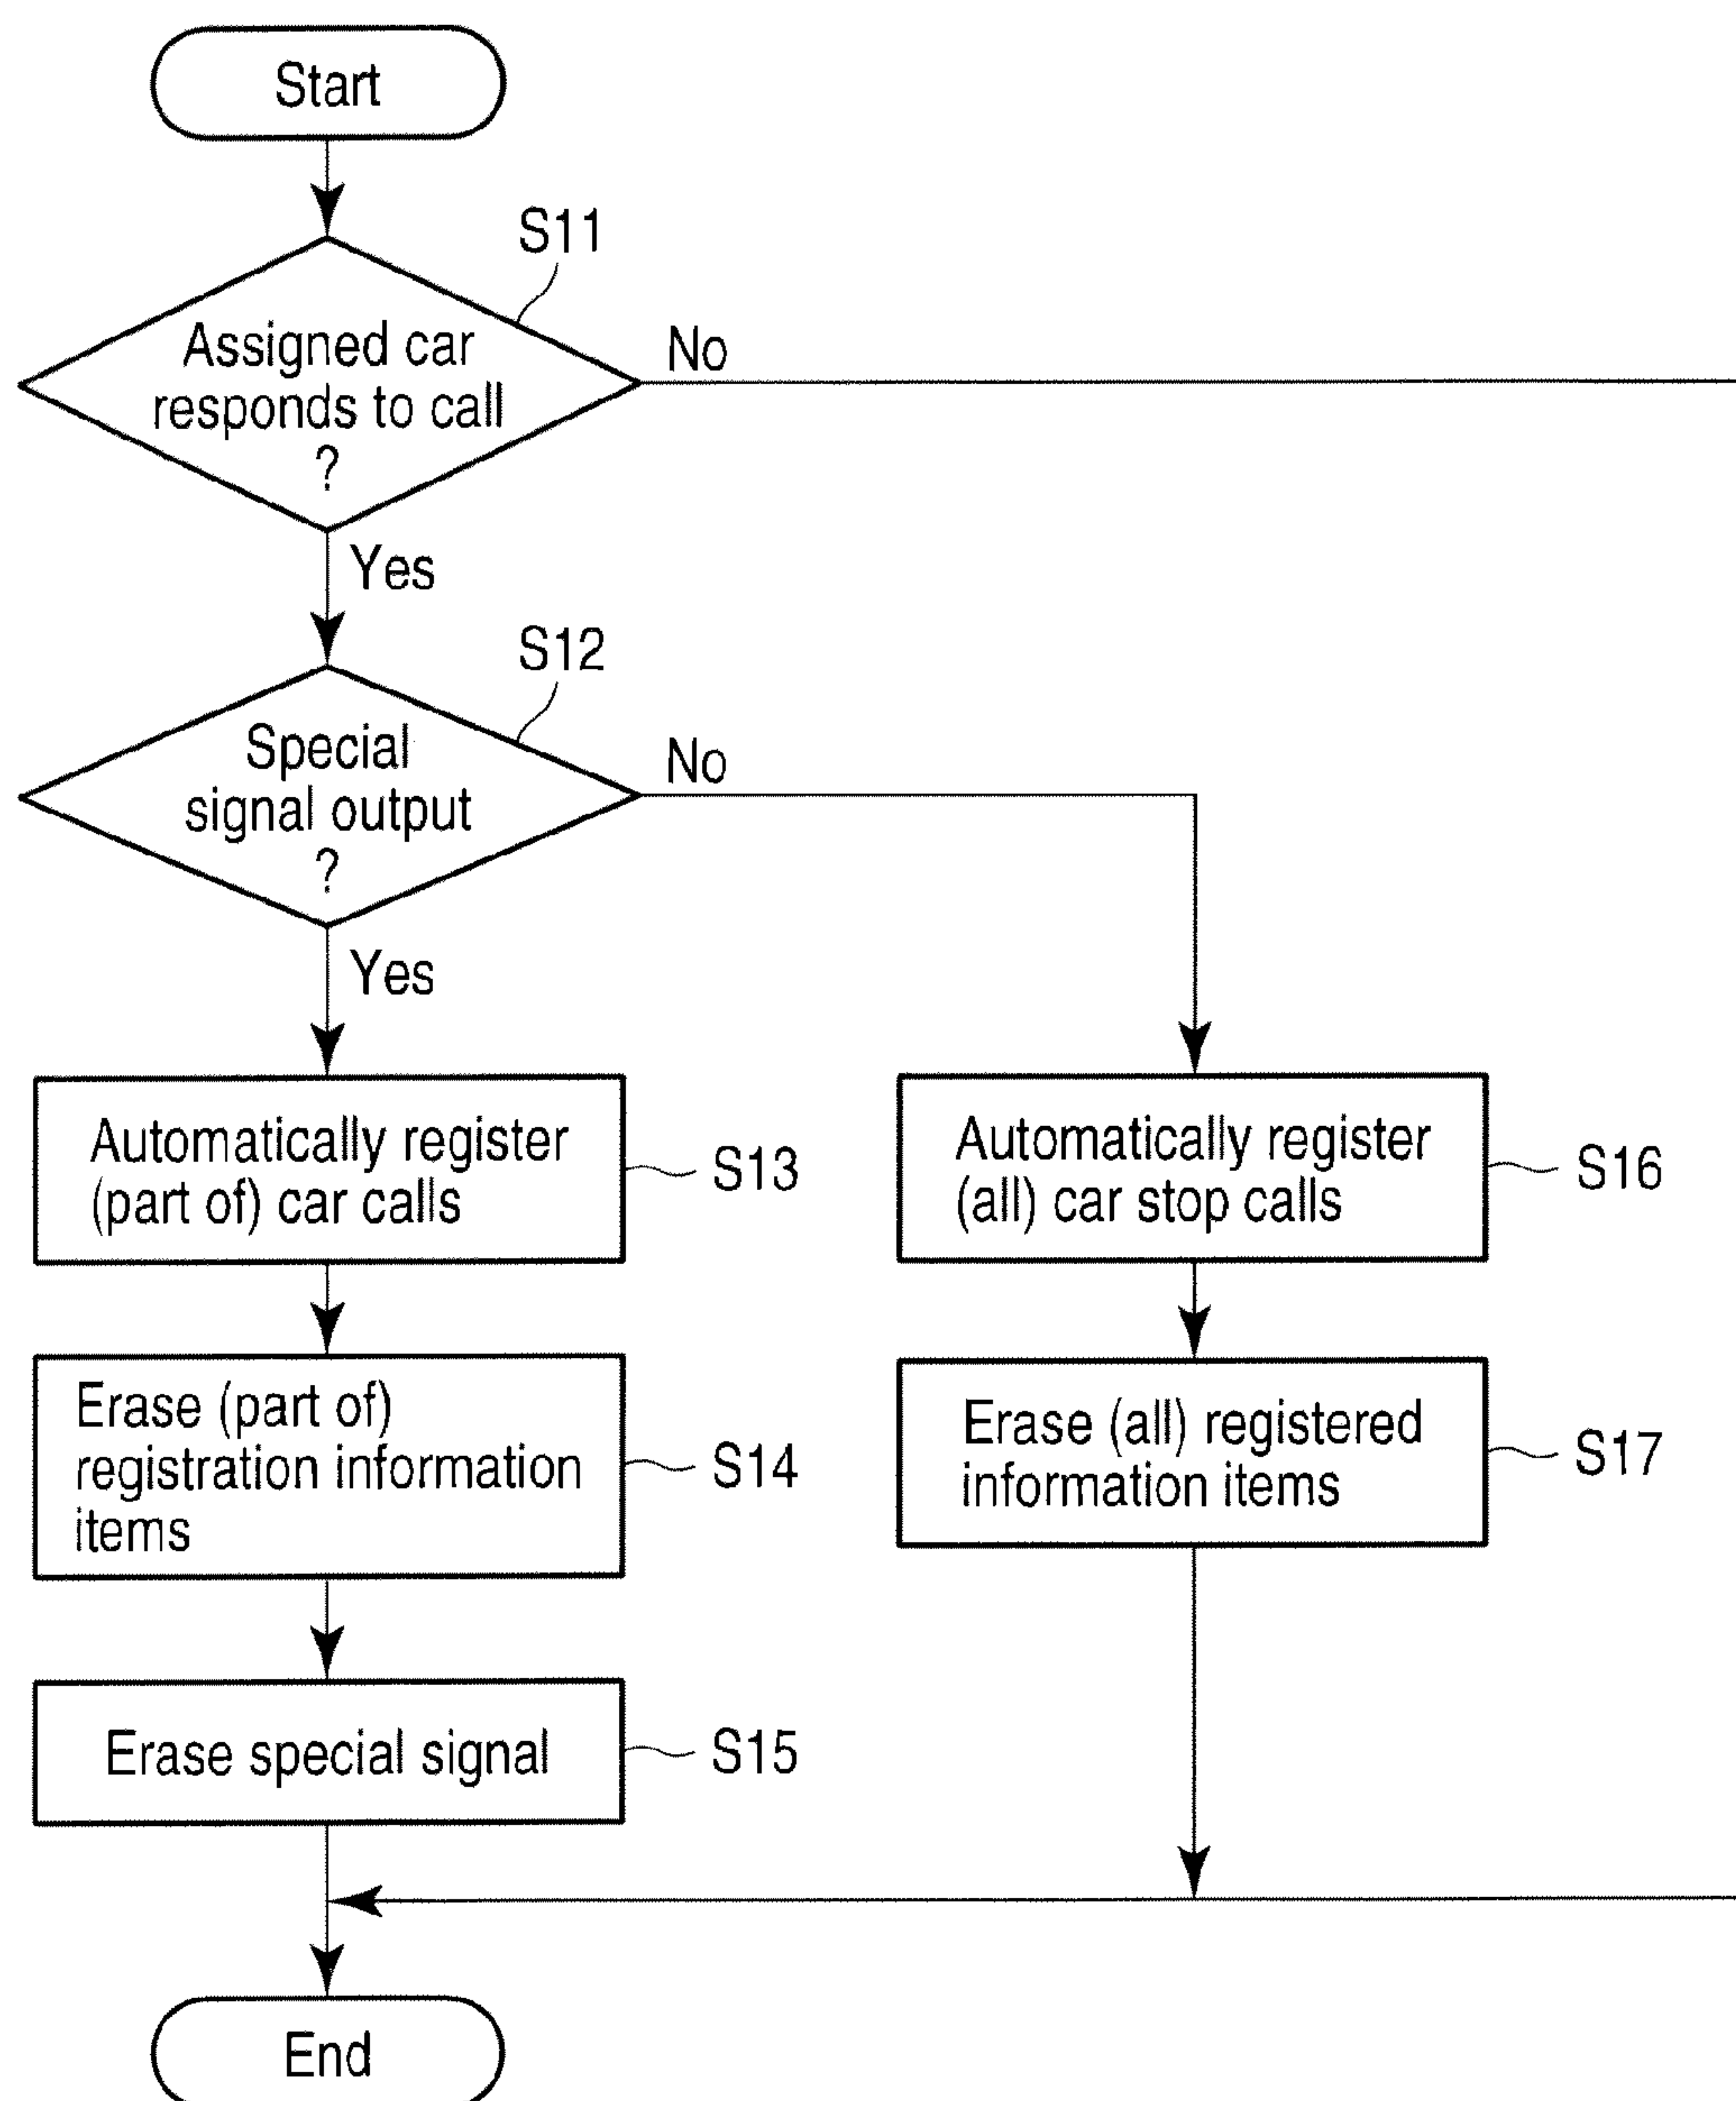 Start
S11
Assigned car
responds to call
?
No
Yes
S12
Special
signal output
?
No
Yes
Automatically register
(part of) car calls
S13
Automatically register
(all) car stop calls
S16
Erase (part of)
registration information
items
S14
Erase (all) registered
information items
S17
Erase special signal
S15
End